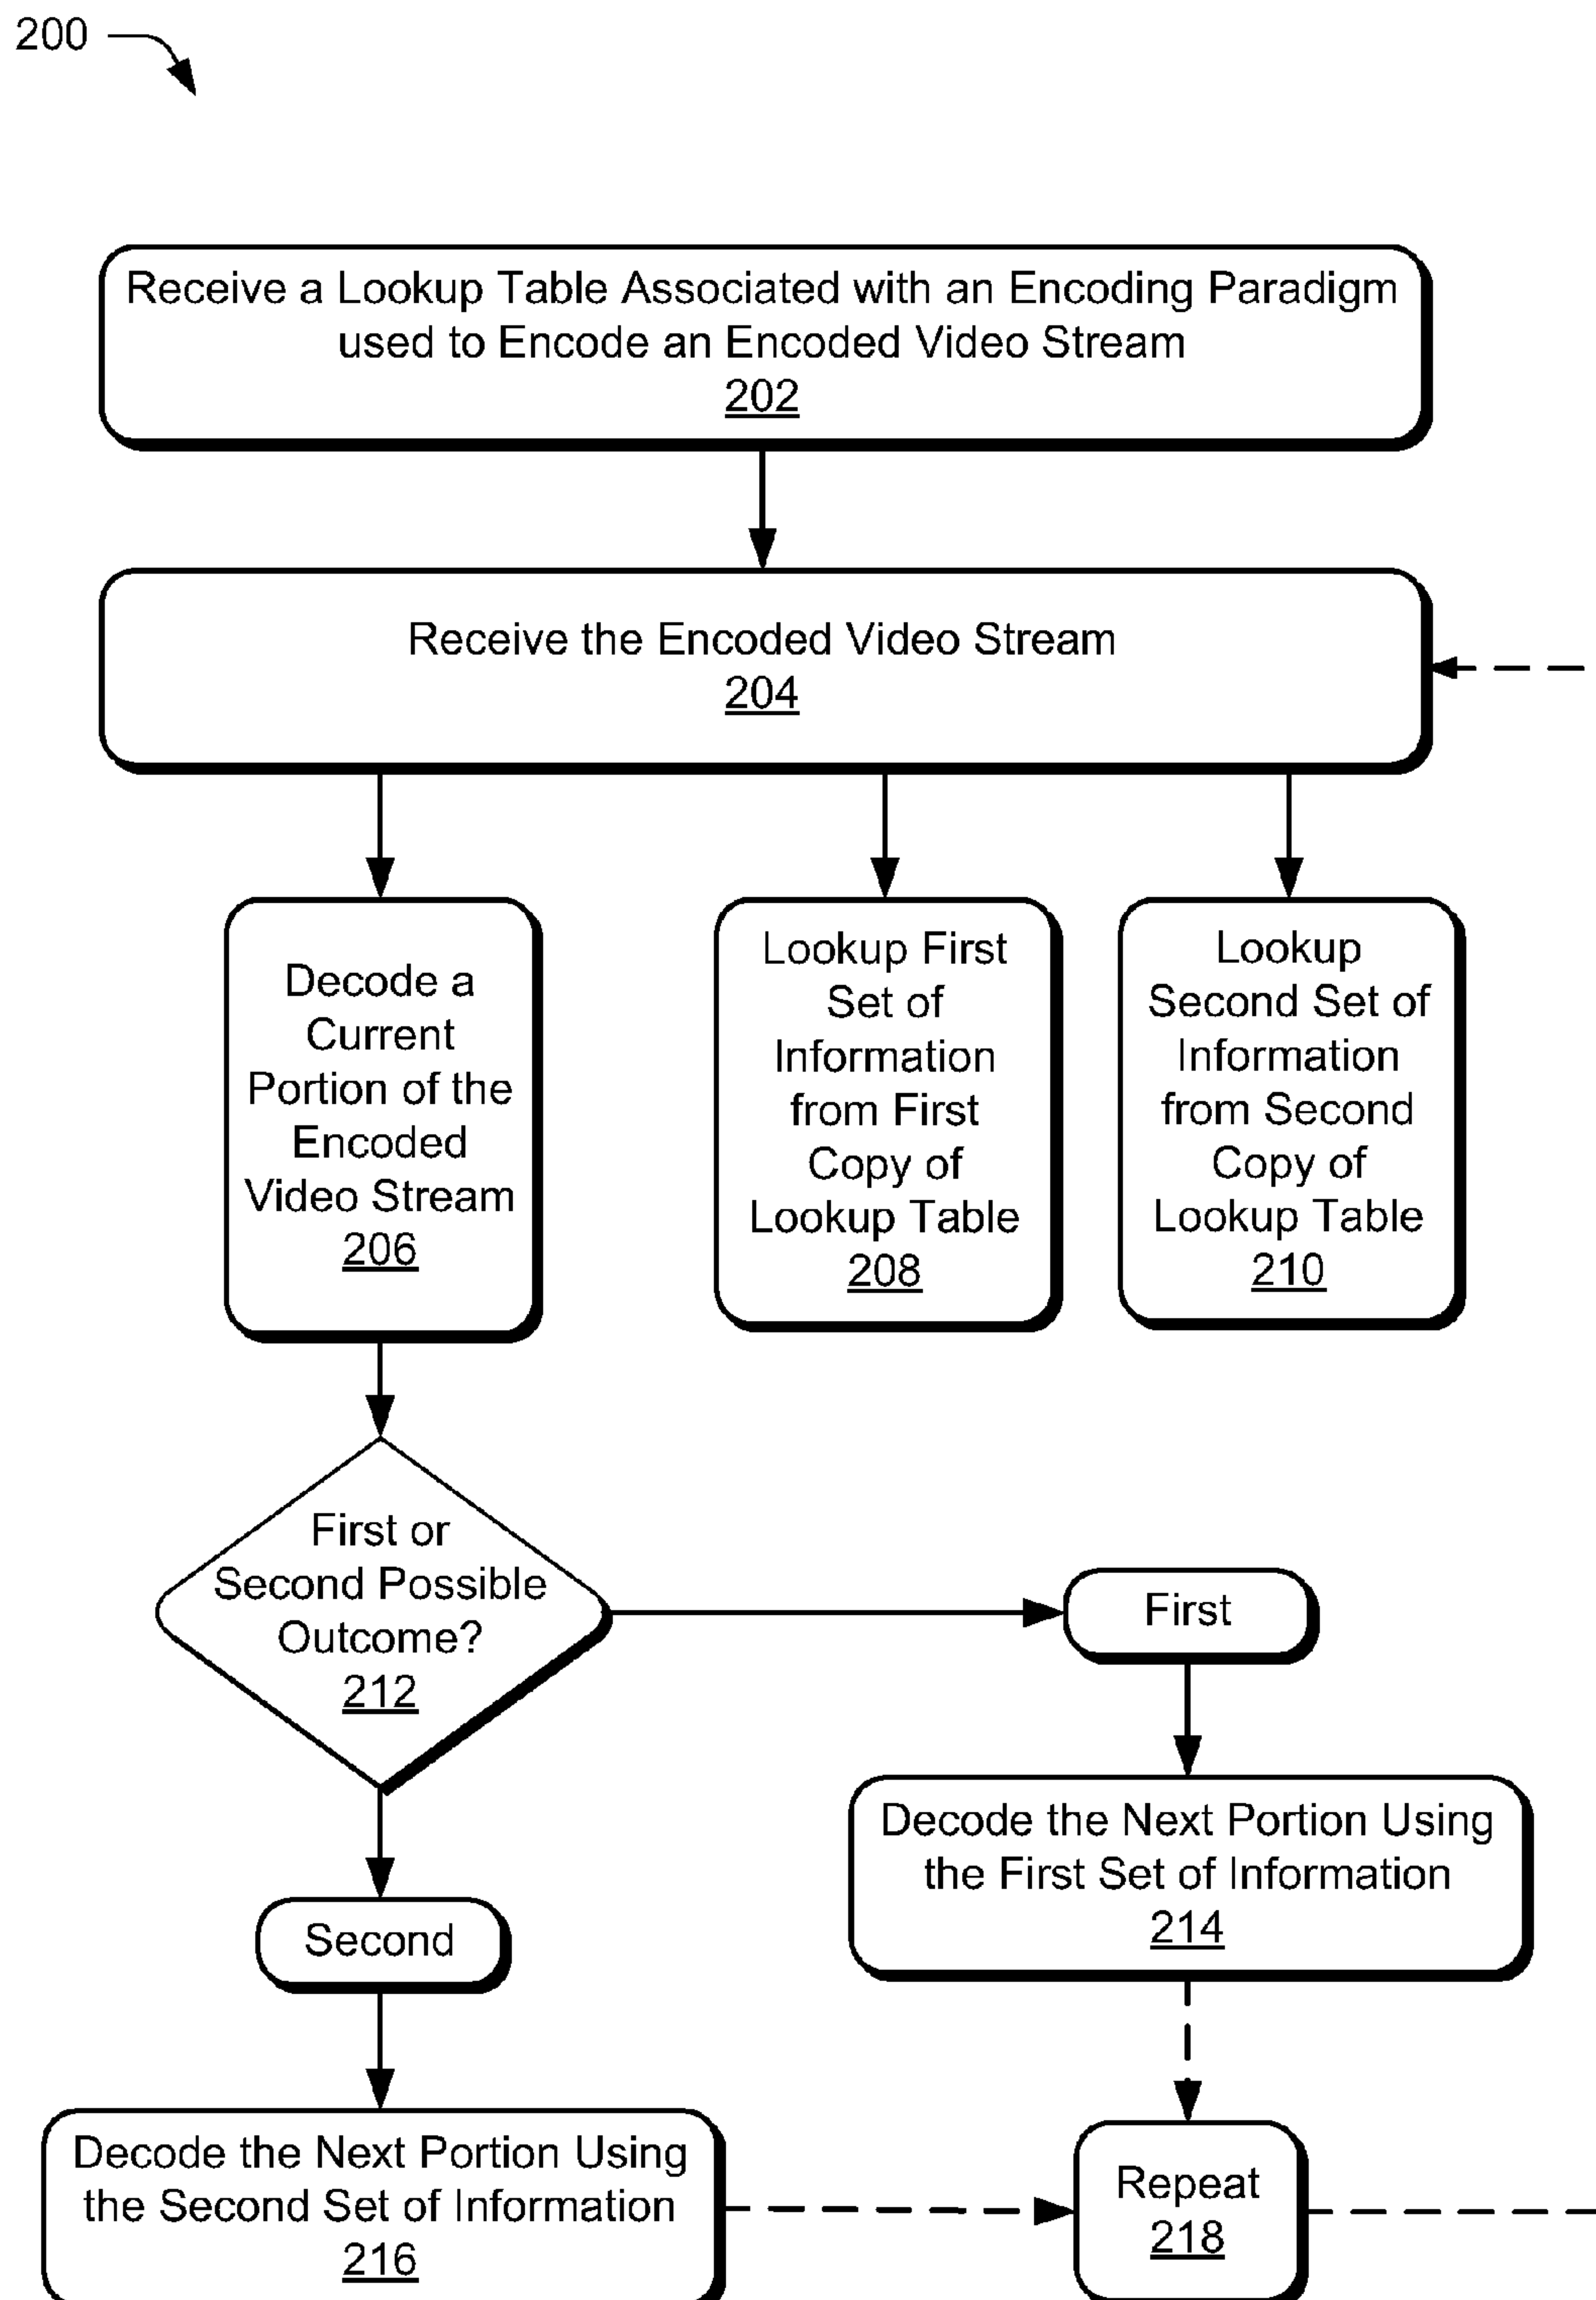 200
Receive a Lookup Table Associated with an Encoding Paradigm
used to Encode an Encoded Video Stream
202
Receive the Encoded Video Stream
204
Decode a
Current
Portion of the
Encoded
Video Stream
206
Lookup First
Set of
Information
from First
Copy of
Lookup Table
208
Lookup
Second Set of
Information
from Second
Copy of
Lookup Table
210
First or
Second Possible
Outcome?
212
First
Decode the Next Portion Using
the First Set of Information
214
Second
Decode the Next Portion Using
the Second Set of Information
216
Repeat
218